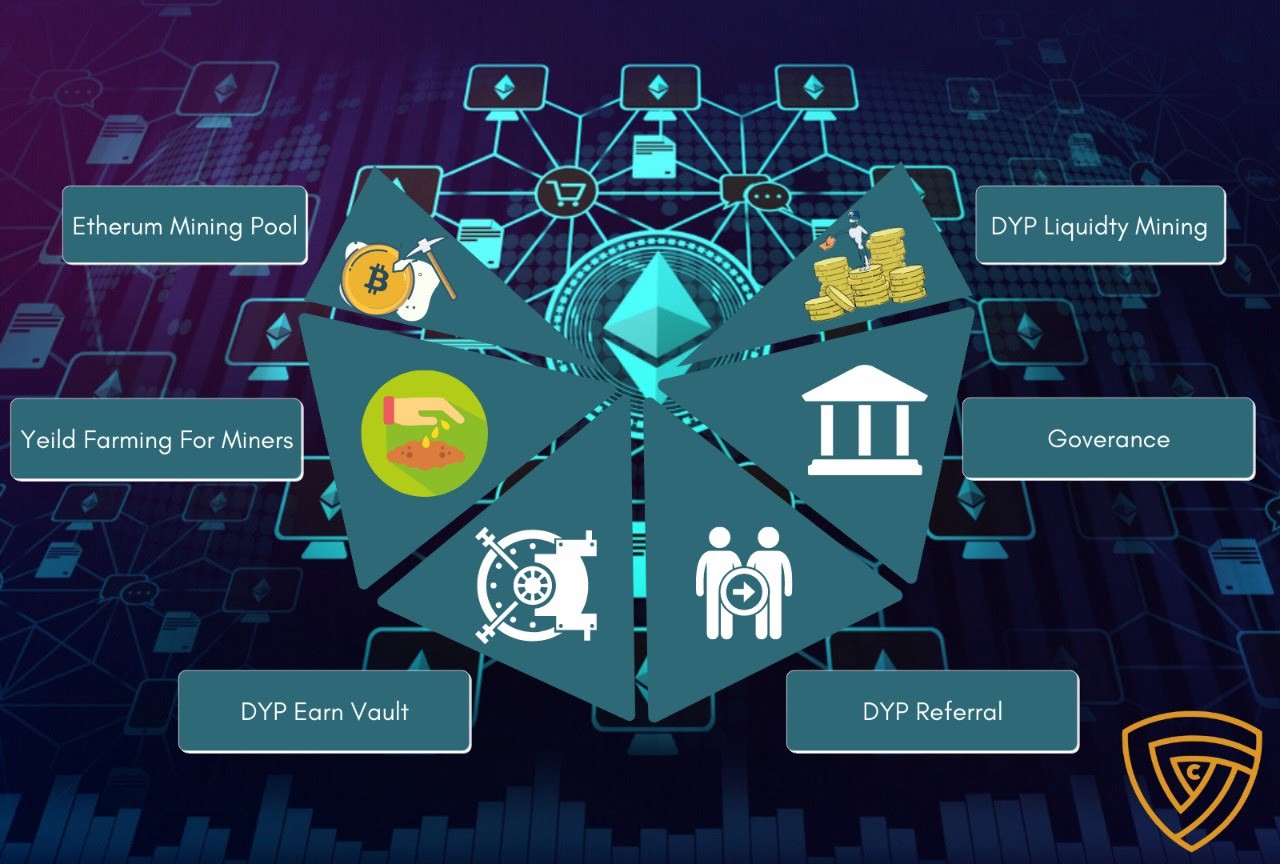 Etherum Mining Pool
DYP Liquidty Mining
Yeild Farming For Miners
Goverance
DYP Earn Vault
DYP Referral
C